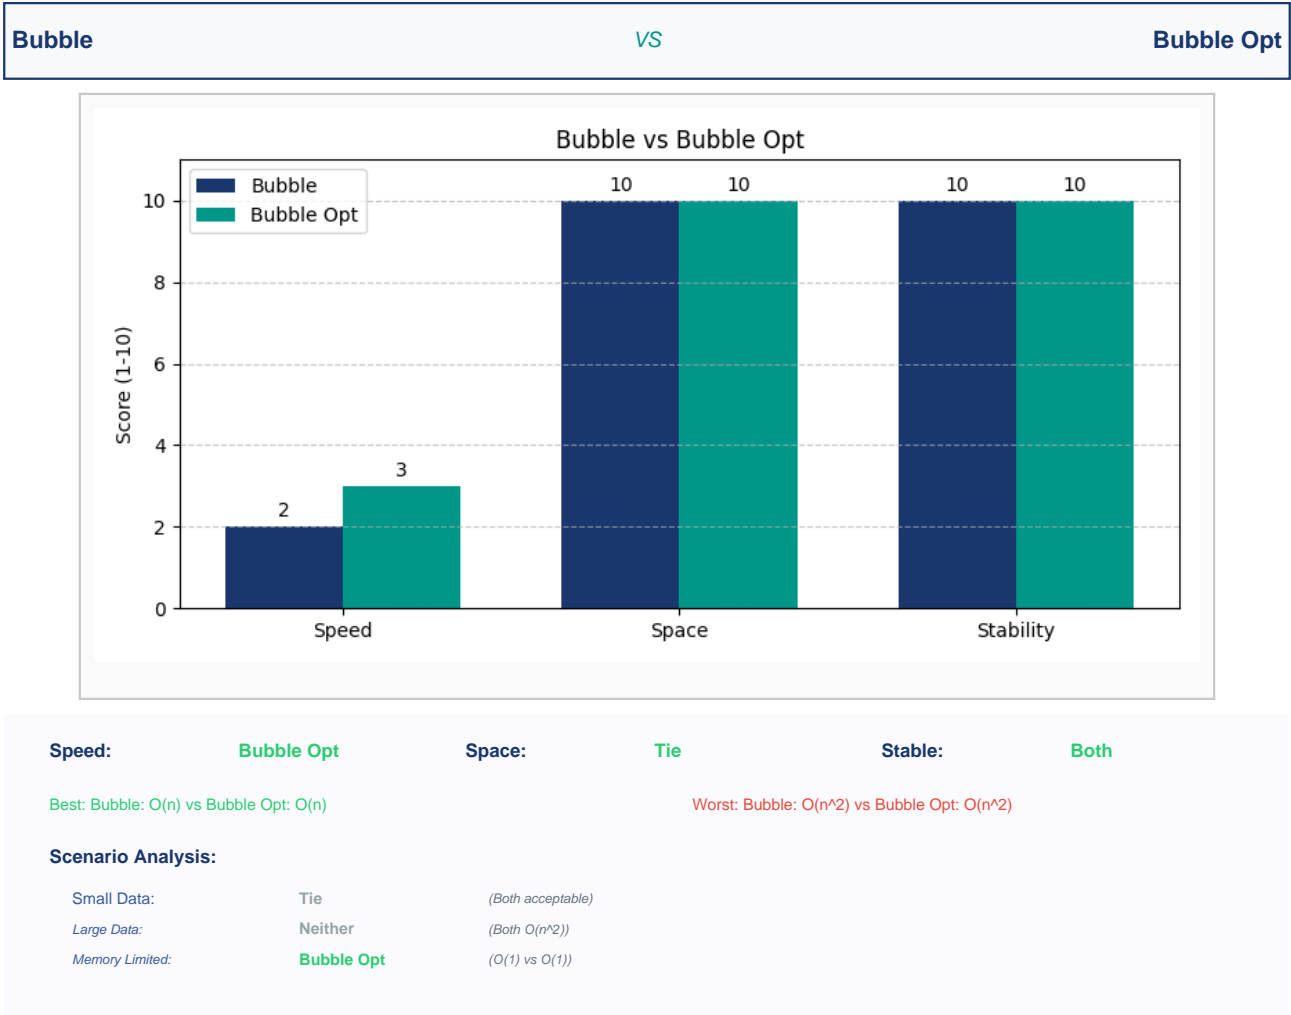 Bubble VS Bubble Opt
Bubble vs Bubble Opt
Bubble
Bubble Opt
Score (1-10)
10
8
6
4
2
0
2
3
10
10
10
10
Speed Space Stability
Speed: Bubble Opt Space: Tie Stable: Both
Best: Bubble: O(n) vs Bubble Opt: O(n) Worst: Bubble: O(n^2) vs Bubble Opt: O(n^2)
Scenario Analysis:
Small Data: Tie (Both acceptable)
Large Data: Neither (Both O(n^2))
Memory Limited: Bubble Opt (O(1) vs O(1))